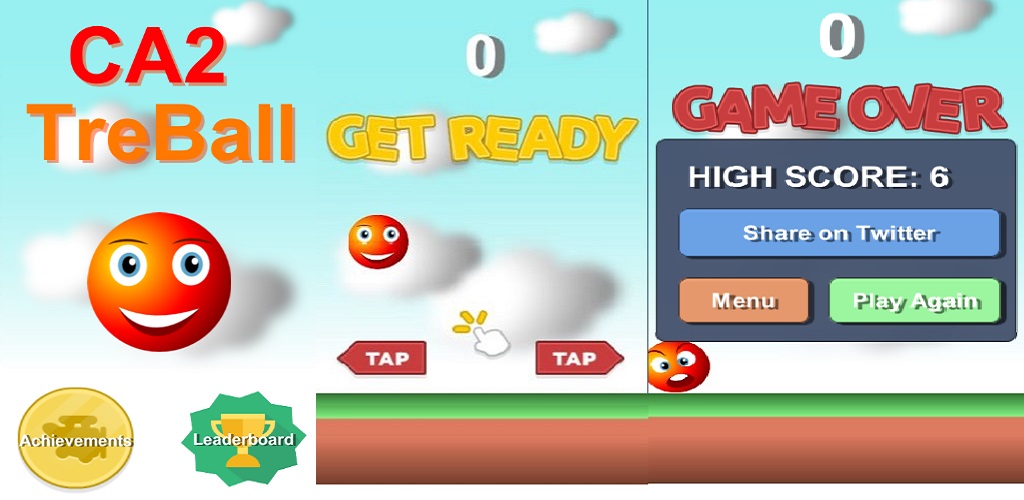 CA2
TreBall
Achievements
Leaderboard
0
GET READY
TAP
TAP
0
GAME OVER
HIGH SCORE: 6
Share on Twitter
Menu
Play Again